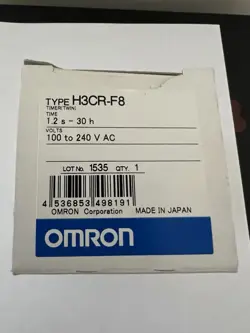 TYPE H3CR-F8
TIMER(TWIN)
TIME
1.2 s - 30 h
VOLTS
100 to 240 V AC
LOT No. 1535 QTY. 1
4 536853 498191
OMRON Corporation MADE IN JAPAN
OMRON